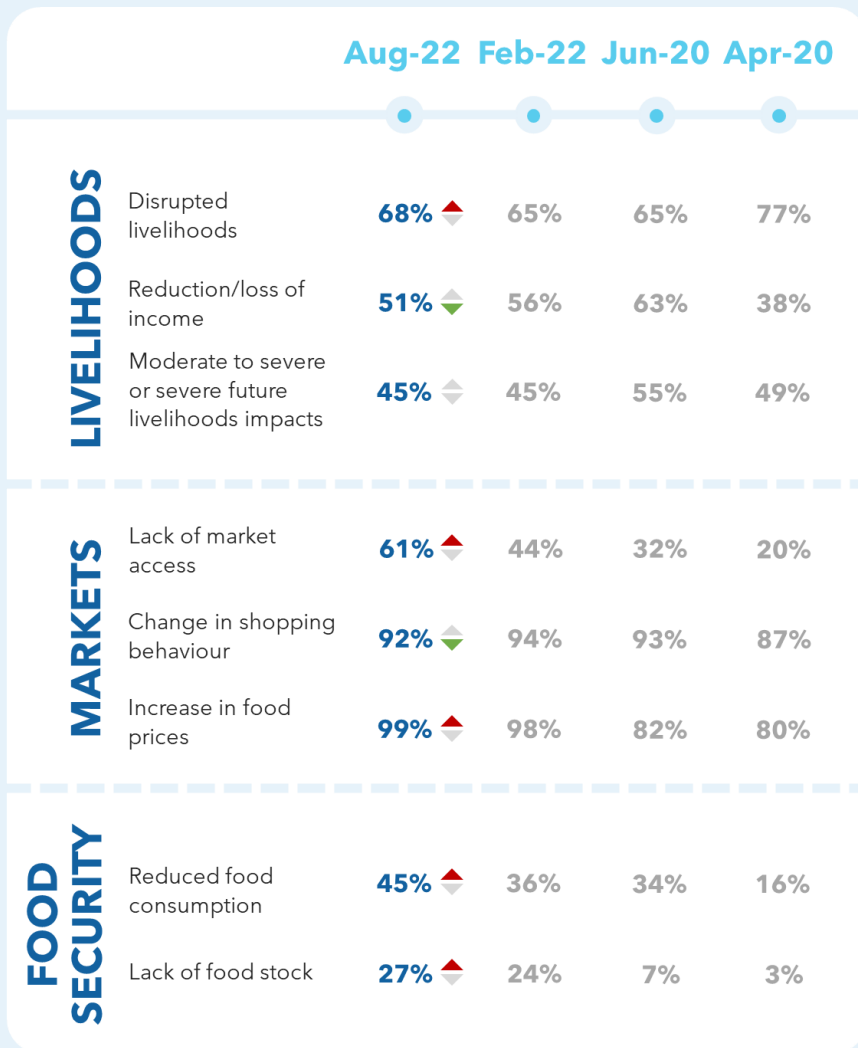 Aug-22 Feb-22 Jun-20 Apr-20
LIVELIHOODS
Disrupted
livelihoods
68% 65% 65% 77%
Reduction/loss of
income
51% 56% 63% 38%
Moderate to severe
or severe future
livelihoods impacts
45% 45% 55% 49%
MARKETS
Lack of market
access
61% 44% 32% 20%
Change in shopping
behaviour
92% 94% 93% 87%
Increase in food
prices
99% 98% 82% 80%
FOOD
SECURITY
Reduced food
consumption
45% 36% 34% 16%
Lack of food stock
27% 24% 7% 3%